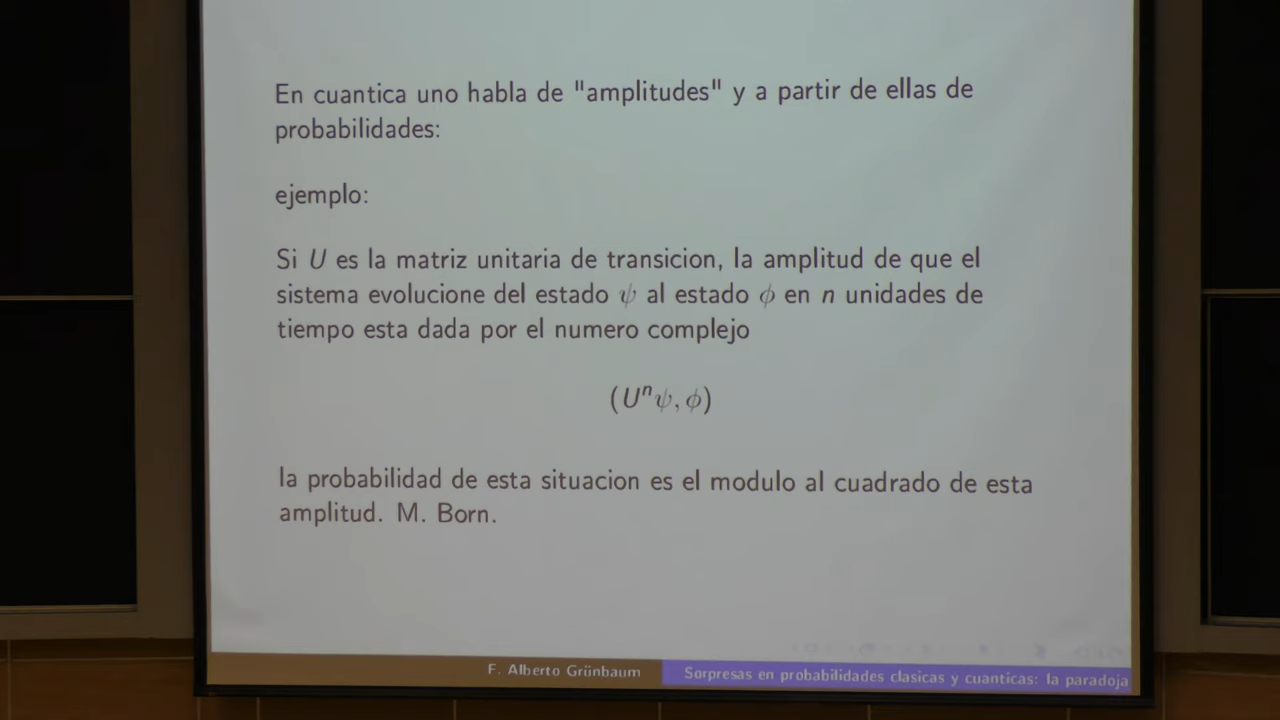 En cuantica uno habla de "amplitudes" y a partir de ellas de
probabilidades:
ejemplo:
Si U es la matriz unitaria de transicion, la amplitud de que el
sistema evolucione del estado ψ al estado ϕ en n unidades de
tiempo esta dada por el numero complejo
(Uⁿψ, ϕ)
la probabilidad de esta situacion es el modulo al cuadrado de esta
amplitud. M. Born.
F. Alberto Grünbaum
Sorpresas en probabilidades clasicas y cuanticas: la paradoja